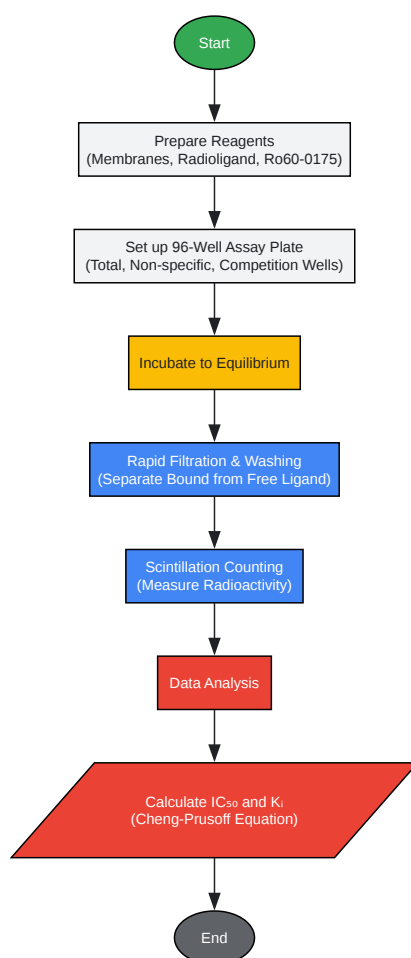 Start
Prepare Reagents
(Membranes, Radioligand, Ro60-0175)
Set up 96-Well Assay Plate
(Total, Non-specific, Competition Wells)
Incubate to Equilibrium
Rapid Filtration & Washing
(Separate Bound from Free Ligand)
Scintillation Counting
(Measure Radioactivity)
Data Analysis
Calculate IC₅₀ and Kᵢ
(Cheng-Prusoff Equation)
End